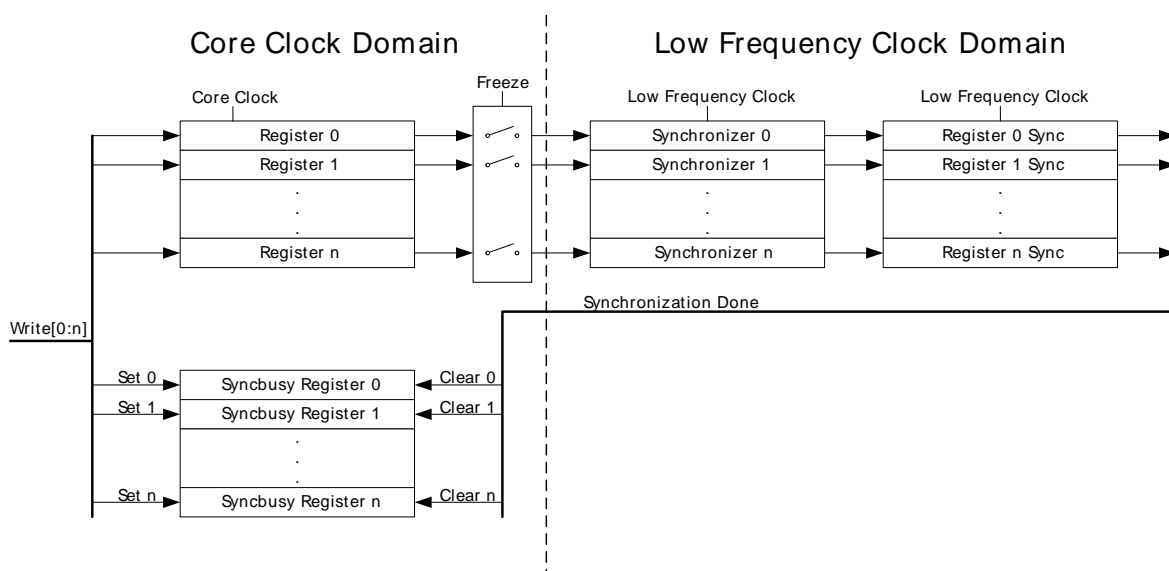 Core Clock Domain
Low Frequency Clock Domain
Freeze
Core Clock
Low Frequency Clock
Low Frequency Clock
Register 0
Synchronizer 0
Register 0 Sync
Register 1
Synchronizer 1
Register 1 Sync
.
.
.
.
.
.
.
.
.
Register n
Synchronizer n
Register n Sync
Synchronization Done
Write[0:n]
Set 0
Syncbusy Register 0
Clear 0
Set 1
Syncbusy Register 1
Clear 1
.
.
.
Set n
Syncbusy Register n
Clear n